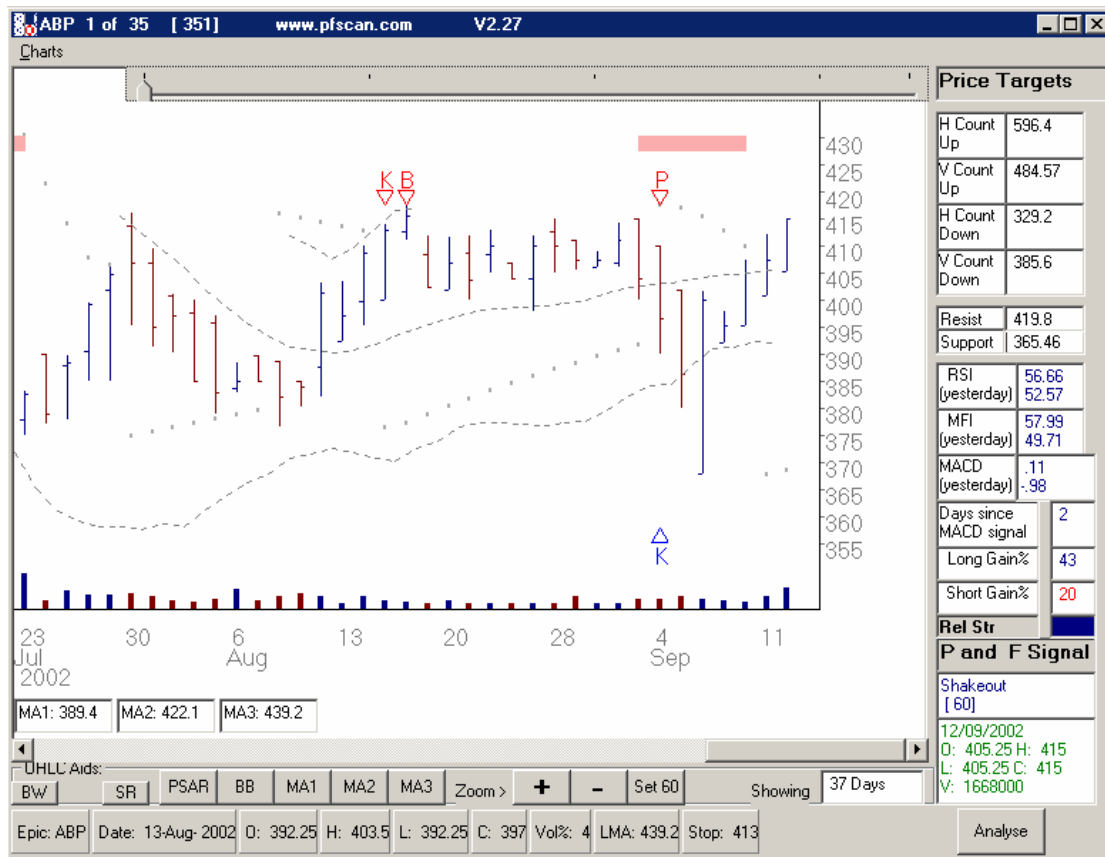 ABP 1 of 35 [ 351] www.pfscan.com V2.27
Charts
Price Targets
H Count Up 596.4
V Count Up 484.57
H Count Down 329.2
V Count Down 385.6
Resist 419.8
Support 365.46
RSI 56.66
(yesterday) 52.57
MFI 57.99
(yesterday) 49.71
MACD .11
(yesterday) -.98
Days since MACD signal 2
Long Gain% 43
Short Gain% 20
Rel Str
P and F Signal
Shakeout
[ 60]
12/09/2002
O: 405.25 H: 415
L: 405.25 C: 415
V: 1668000
430
425
420
415
410
405
400
395
390
385
380
375
370
365
360
355
K B P
K
23 30 6 13 20 28 4 11
Jul Aug Sep
2002
MA1: 389.4 MA2: 422.1 MA3: 439.2
OHLC Aids:
BW SR PSAR BB MA1 MA2 MA3 Zoom > + - Set 60 Showing 37 Days
Epic: ABP Date: 13-Aug-2002 O: 392.25 H: 403.5 L: 392.25 C: 397 Vol%: 4 LMA: 439.2 Stop: 413 Analyse